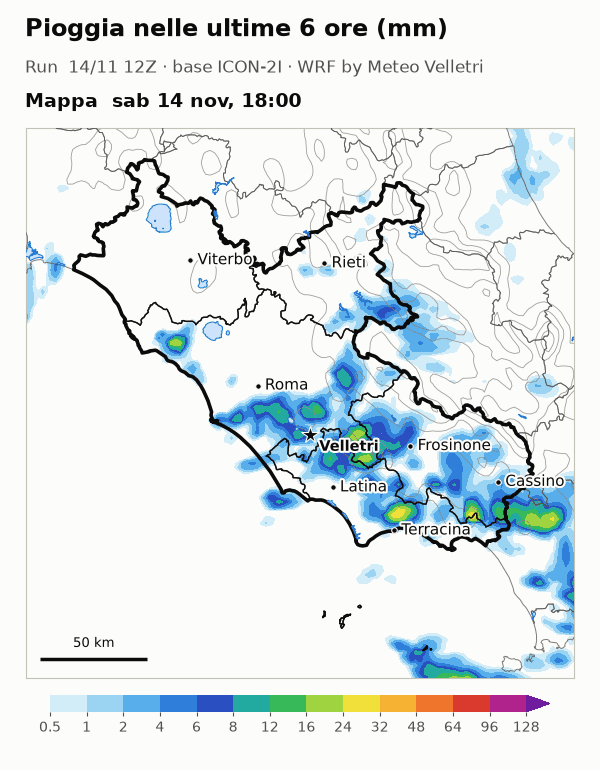 Pioggia nelle ultime 6 ore (mm)
Run  14/11 12Z · base ICON-2I · WRF by Meteo Velletri
Mappa  sab 14 nov, 18:00
Viterbo
Rieti
Roma
Velletri
Frosinone
Cassino
Latina
Terracina
50 km
0.5 1 2 4 6 8 12 16 24 32 48 64 96 128